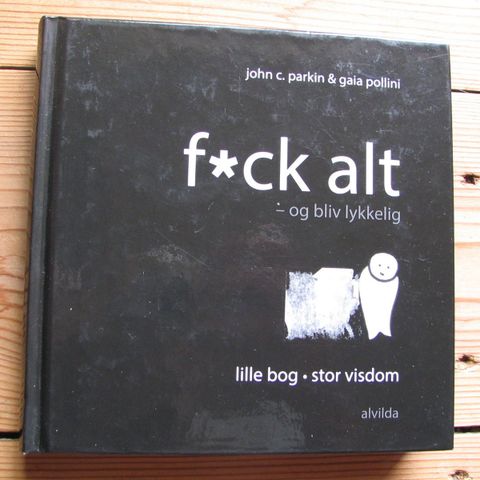 john c. parkin & gaia pollini
f*ck alt
– og bliv lykkelig
lille bog • stor visdom
alvilda